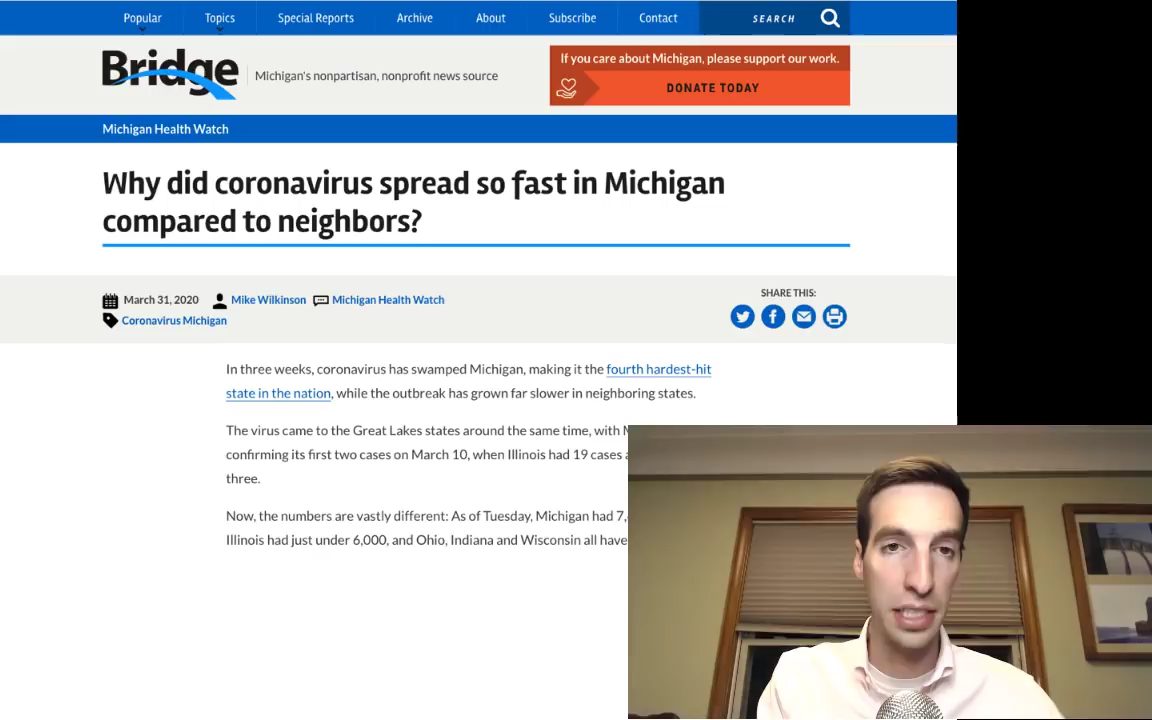 Popular Topics Special Reports Archive About Subscribe Contact SEARCH
Bridge
Michigan's nonpartisan, nonprofit news source
If you care about Michigan, please support our work.
DONATE TODAY
Michigan Health Watch
Why did coronavirus spread so fast in Michigan
compared to neighbors?
March 31, 2020 Mike Wilkinson Michigan Health Watch
Coronavirus Michigan
SHARE THIS:
In three weeks, coronavirus has swamped Michigan, making it the fourth hardest-hit
state in the nation, while the outbreak has grown far slower in neighboring states.
The virus came to the Great Lakes states around the same time, with
confirming its first two cases on March 10, when Illinois had 19 cases
three.
Now, the numbers are vastly different: As of Tuesday, Michigan had 7,
Illinois had just under 6,000, and Ohio, Indiana and Wisconsin all have